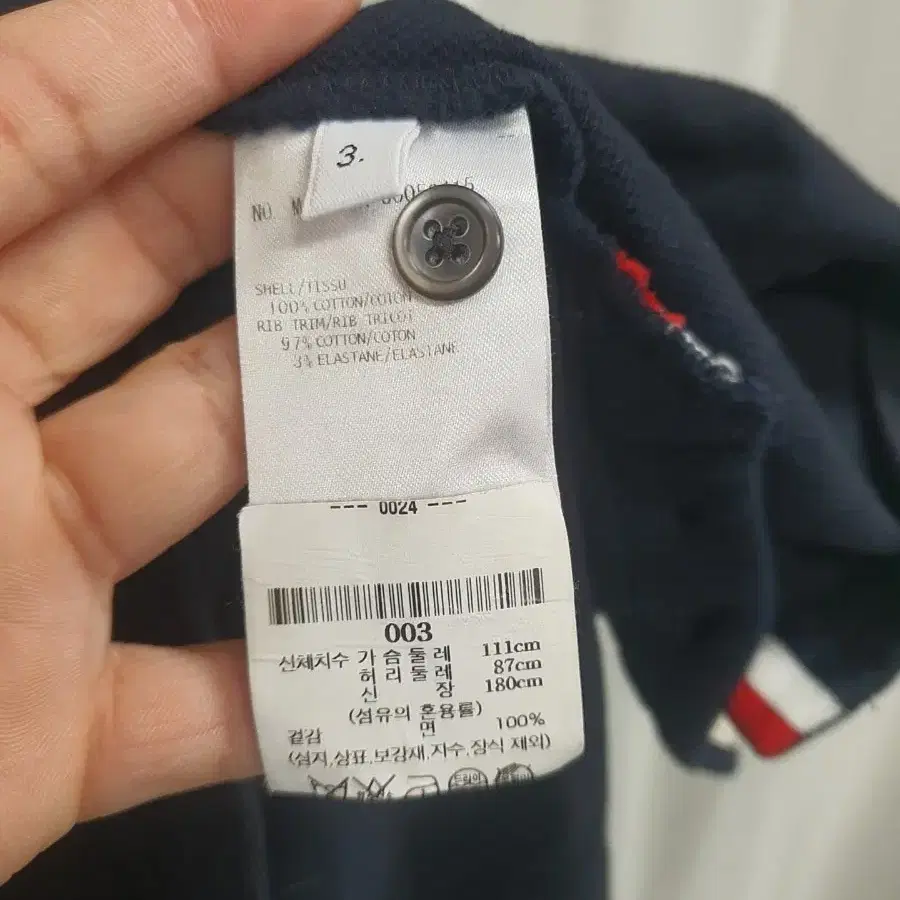 3.
NO. M
SHELL/TISSU
100% COTTON/COTON
RIB TRIM/RIB TRICOT
97% COTTON/COTON
3% ELASTANE/ELASTANE
--- 0024 ---
003
신체치수 가슴둘레 111cm
허리둘레 87cm
신 장 180cm
(섬유의 혼용률)
겉감 면 100%
(심지,상표,보강재,자수,장식 제외)